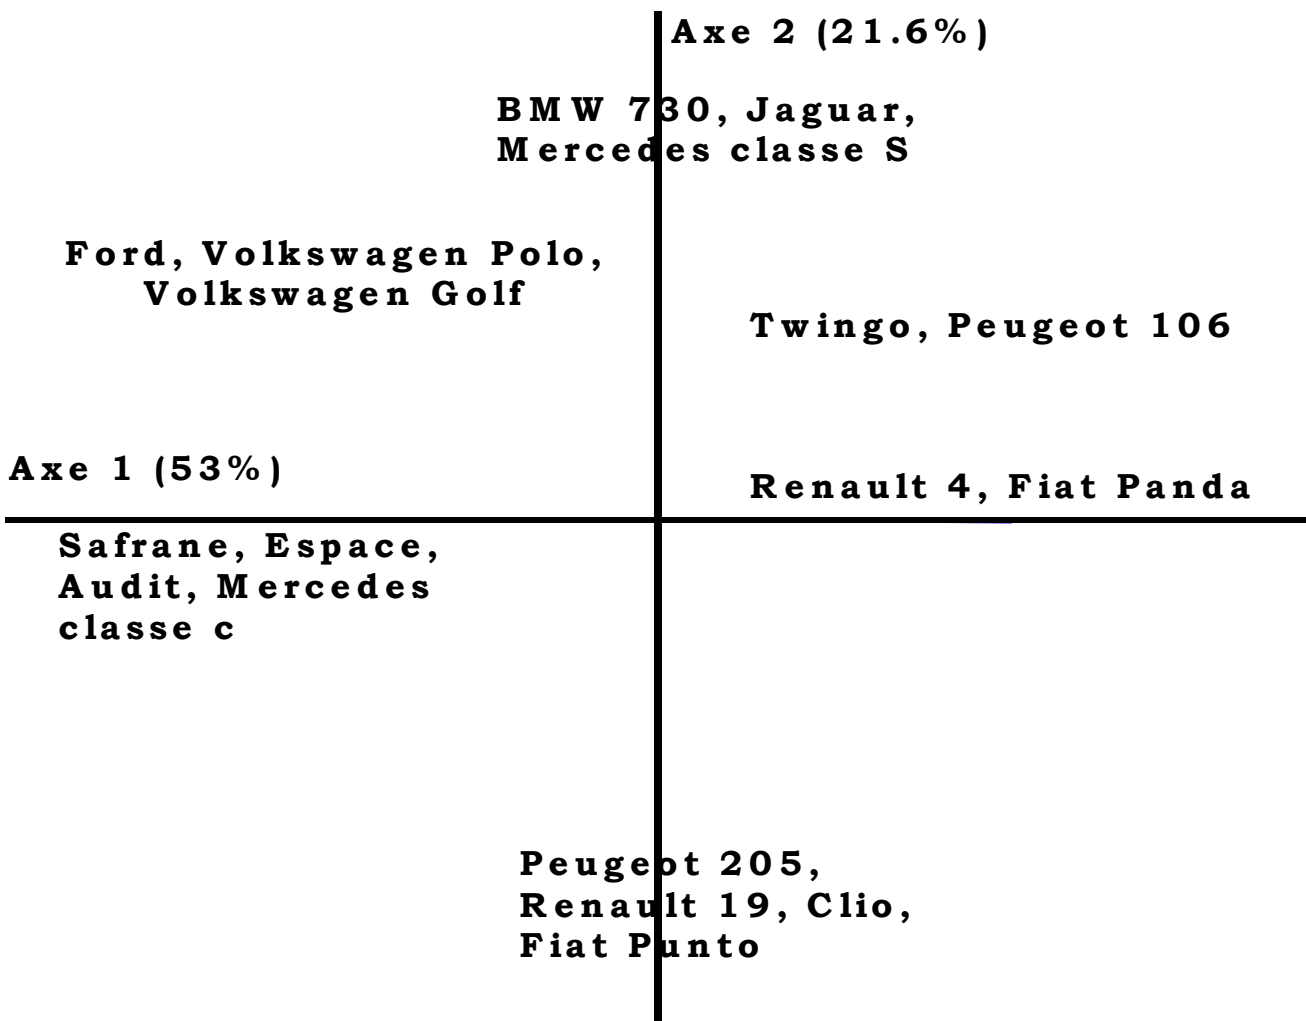 Axe 2 (21.6%)
BMW 730, Jaguar,
Mercedes classe S
Ford, Volkswagen Polo,
Volkswagen Golf
Twingo, Peugeot 106
Axe 1 (53%)
Renault 4, Fiat Panda
Safrane, Espace,
Audit, Mercedes
classe c
Peugeot 205,
Renault 19, Clio,
Fiat Punto